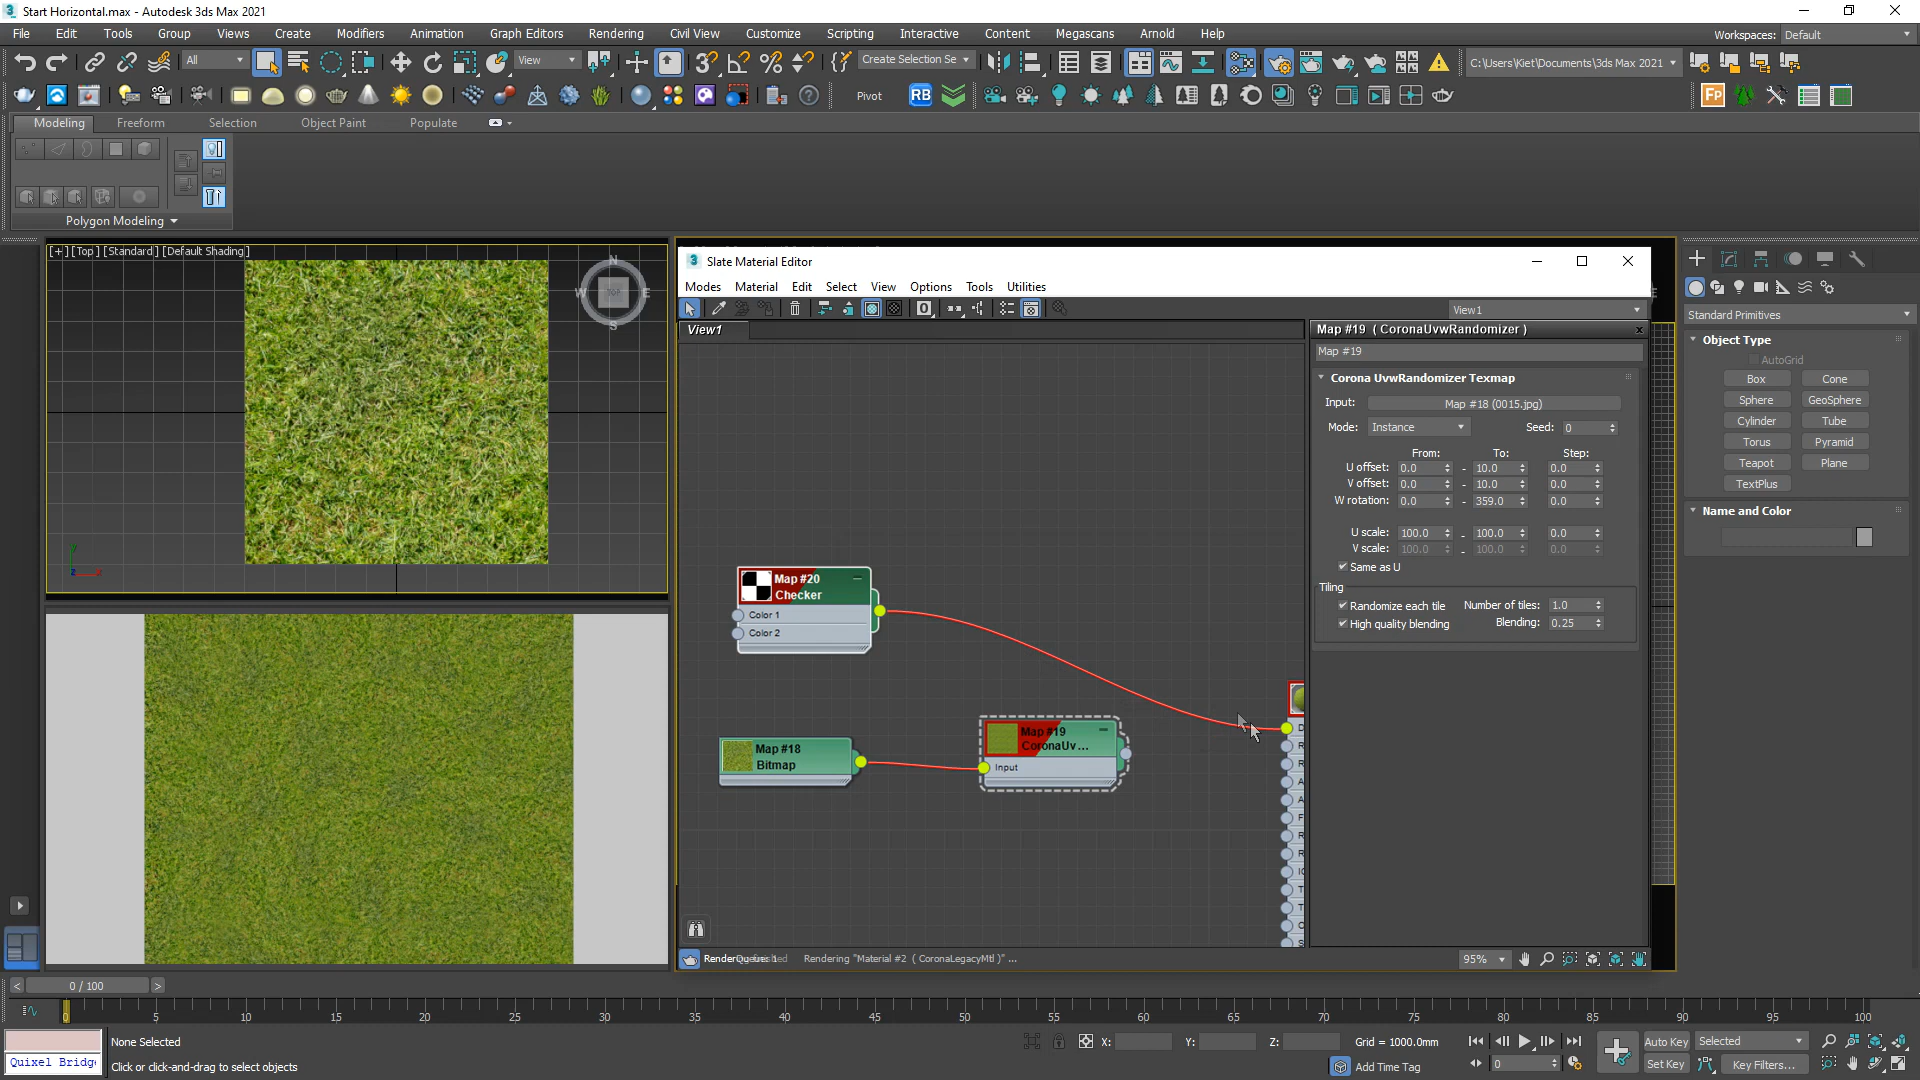 Start Horizontal.max - Autodesk 3ds Max 2021
File Edit Tools Group Views Create Modifiers Animation Graph Editors Rendering Civil View Customize Scripting Interactive Content Megascans Arnold Help
Workspaces: Default
All View Create Selection Se C:\Users\Kiet\Documents\3ds Max 2021
Pivot RB Fp
Modeling Freeform Selection Object Paint Populate
Polygon Modeling
[+] [Top] [Standard] [Default Shading]
N
W TOP E
S
Slate Material Editor
Modes Material Edit Select View Options Tools Utilities
View1
View1
Map #19 ( CoronaUvwRandomizer )
Map #19
Corona UvwRandomizer Texmap
Input: Map #18 (0015.jpg)
Mode: Instance Seed: 0
From: To: Step:
U offset: 0.0 - 10.0 0.0
V offset: 0.0 - 10.0 0.0
W rotation: 0.0 - 359.0 0.0
U scale: 100.0 - 100.0 0.0
V scale: 100.0 - 100.0 0.0
Same as U
Tiling
Randomize each tile Number of tiles: 1.0
High quality blending Blending: 0.25
Map #20
Checker
Color 1
Color 2
Map #18
Bitmap
Map #19
CoronaUv...
Input
Rendering "Material #2 ( CoronaLegacyMtl )" ...
95%
Standard Primitives
Object Type
AutoGrid
Box Cone
Sphere GeoSphere
Cylinder Tube
Torus Pyramid
Teapot Plane
TextPlus
Name and Color
y
z x
< 0 / 100 >
0 5 10 15 20 25 30 35 40 45 50 55 60 65 70 75 80 85 90 95 100
None Selected
Click or click-and-drag to select objects
Quixel Bridg
X: Y: Z: Grid = 1000.0mm
Add Time Tag
0
Auto Key Selected
Set Key Key Filters...